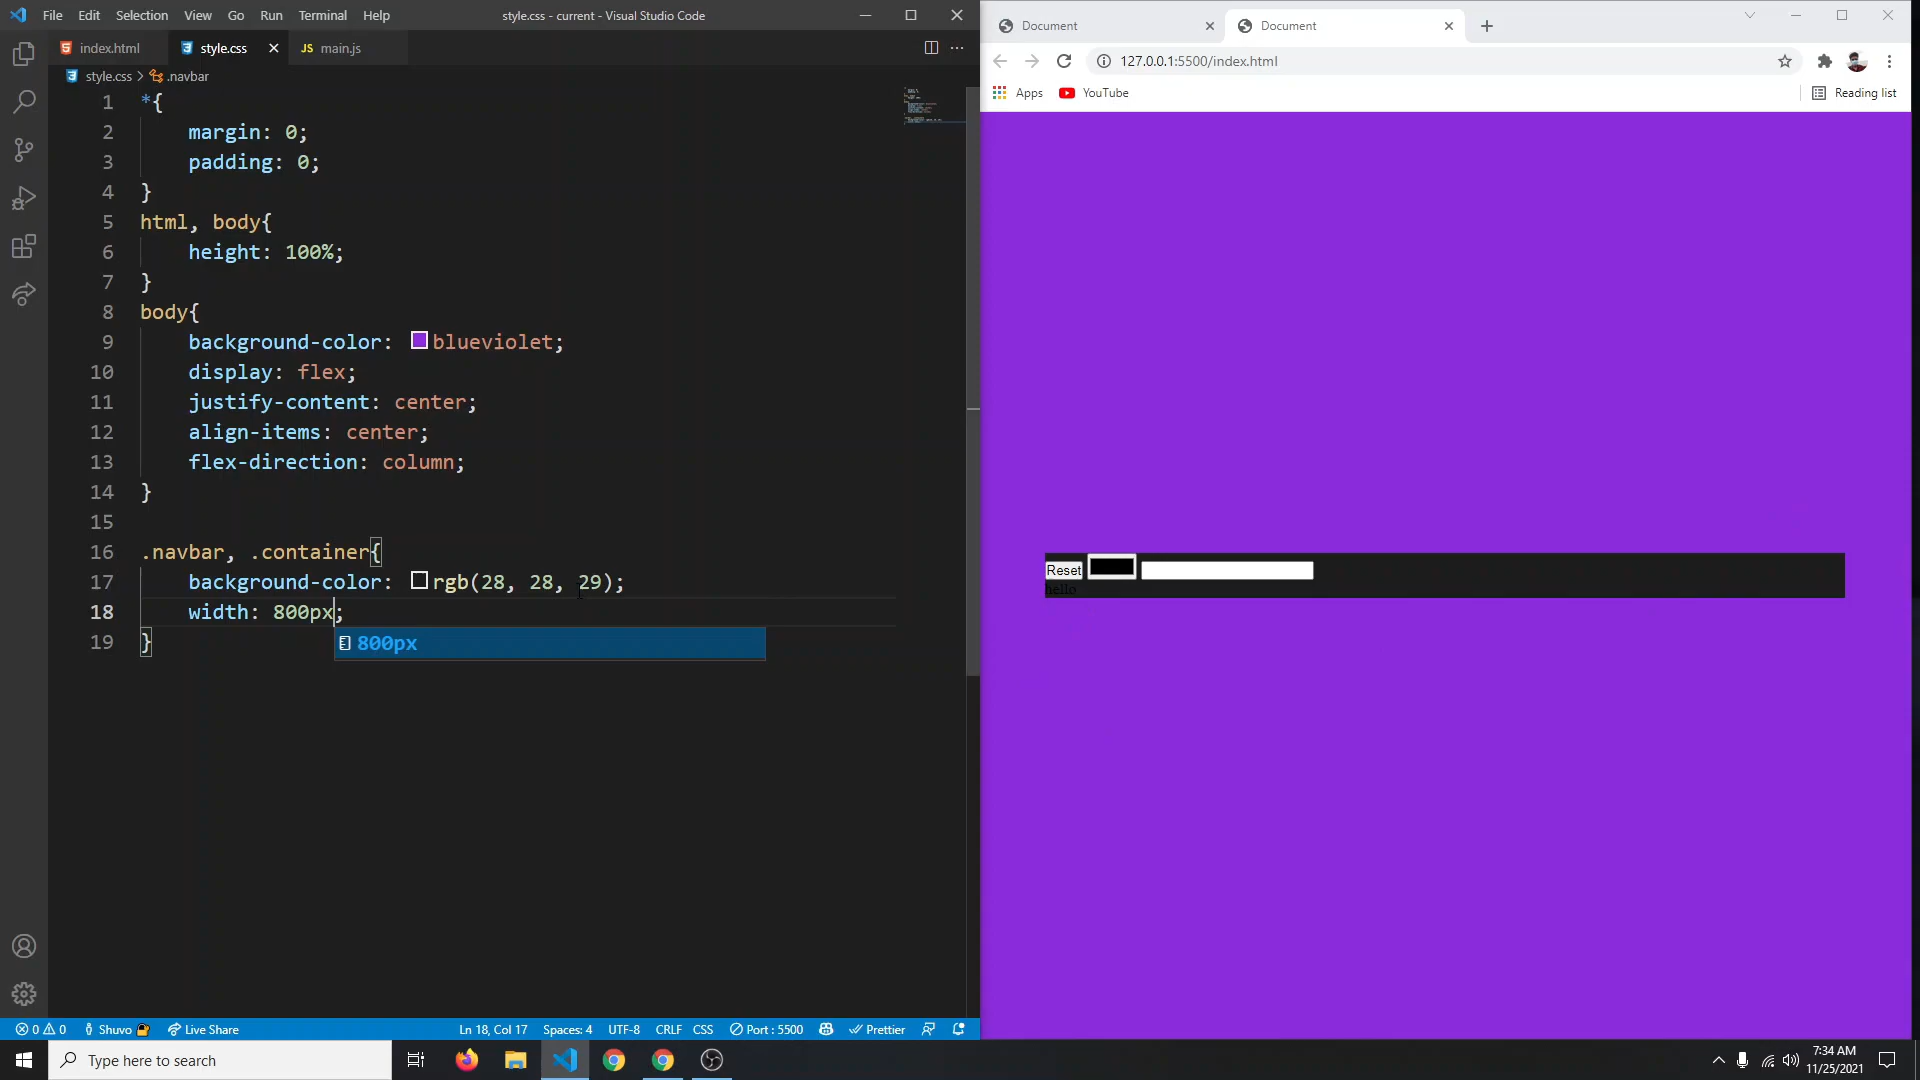 File Edit Selection View Go Run Terminal Help
style.css - current - Visual Studio Code
index.html
style.css
JS main.js
style.css > .navbar
1 *{
2 margin: 0;
3 padding: 0;
4 }
5 html, body{
6 height: 100%;
7 }
8 body{
9 background-color: blueviolet;
10 display: flex;
11 justify-content: center;
12 align-items: center;
13 flex-direction: column;
14 }
15
16 .navbar, .container{
17 background-color: rgb(28, 28, 29);
18 width: 800px;
19 }
800px
0 0 Shuvo Live Share
Ln 18, Col 17 Spaces: 4 UTF-8 CRLF CSS Port : 5500 Prettier
Document
Document
127.0.0.1:5500/index.html
Apps YouTube
Reading list
Reset
hello
Type here to search
7:34 AM
11/25/2021